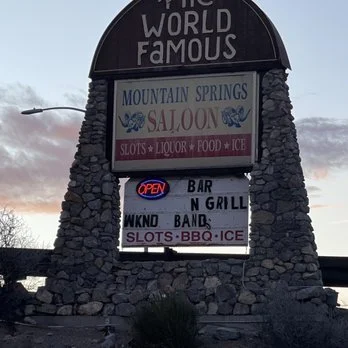 The
WORLD
FAMOUS
MOUNTAIN SPRINGS
SALOON
SLOTS ★ LIQUOR ★ FOOD ★ ICE
OPEN BAR
N GRILL
WKND BANDS
SLOTS • BBQ • ICE